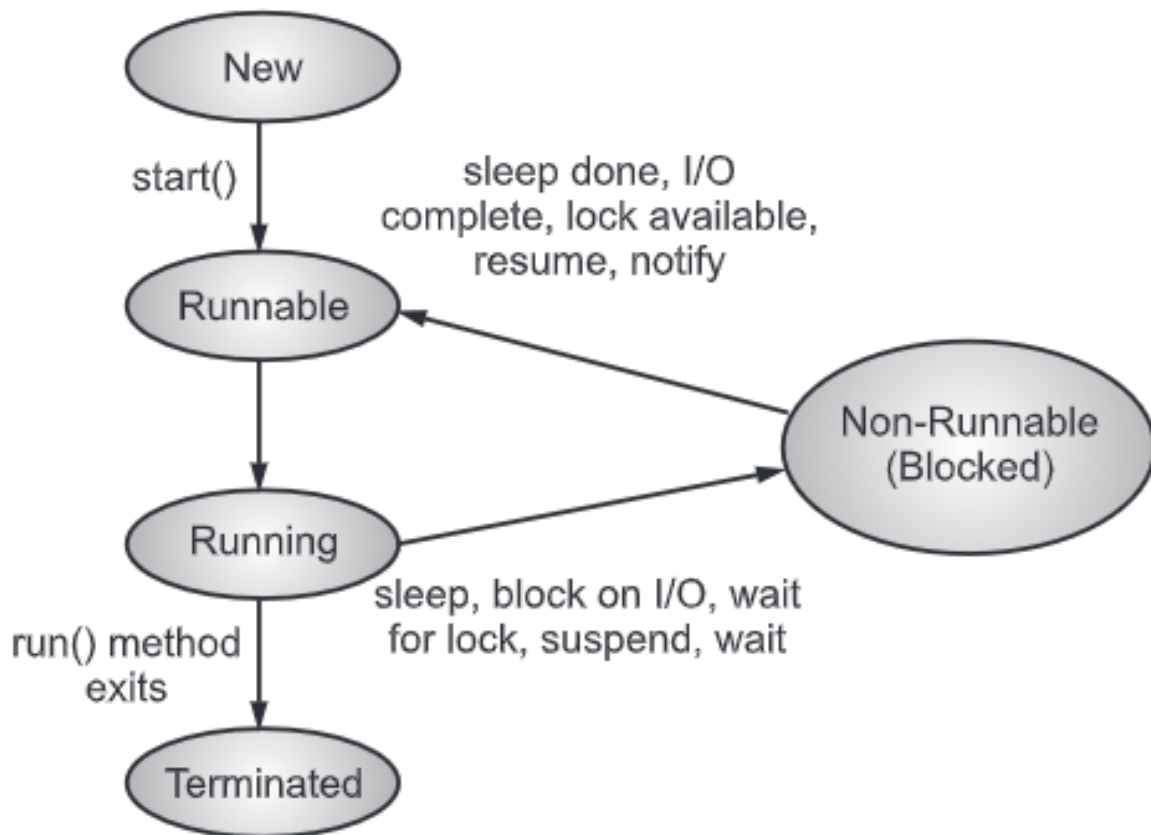 New
start()
sleep done, I/O
complete, lock available,
resume, notify
Runnable
Non-Runnable
(Blocked)
Running
sleep, block on I/O, wait
for lock, suspend, wait
run() method
exits
Terminated